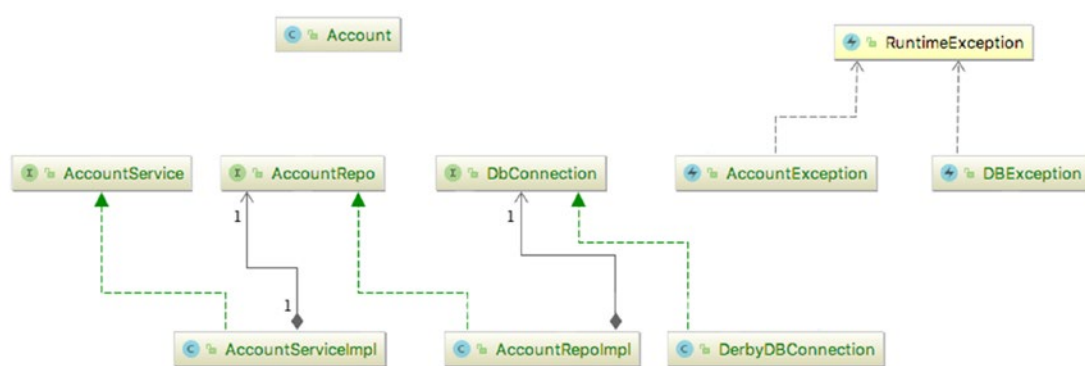 C Account
RuntimeException
I AccountService
I AccountRepo
I DbConnection
AccountException
DBException
1
1
1
C AccountServiceImpl
C AccountRepoImpl
C DerbyDBConnection